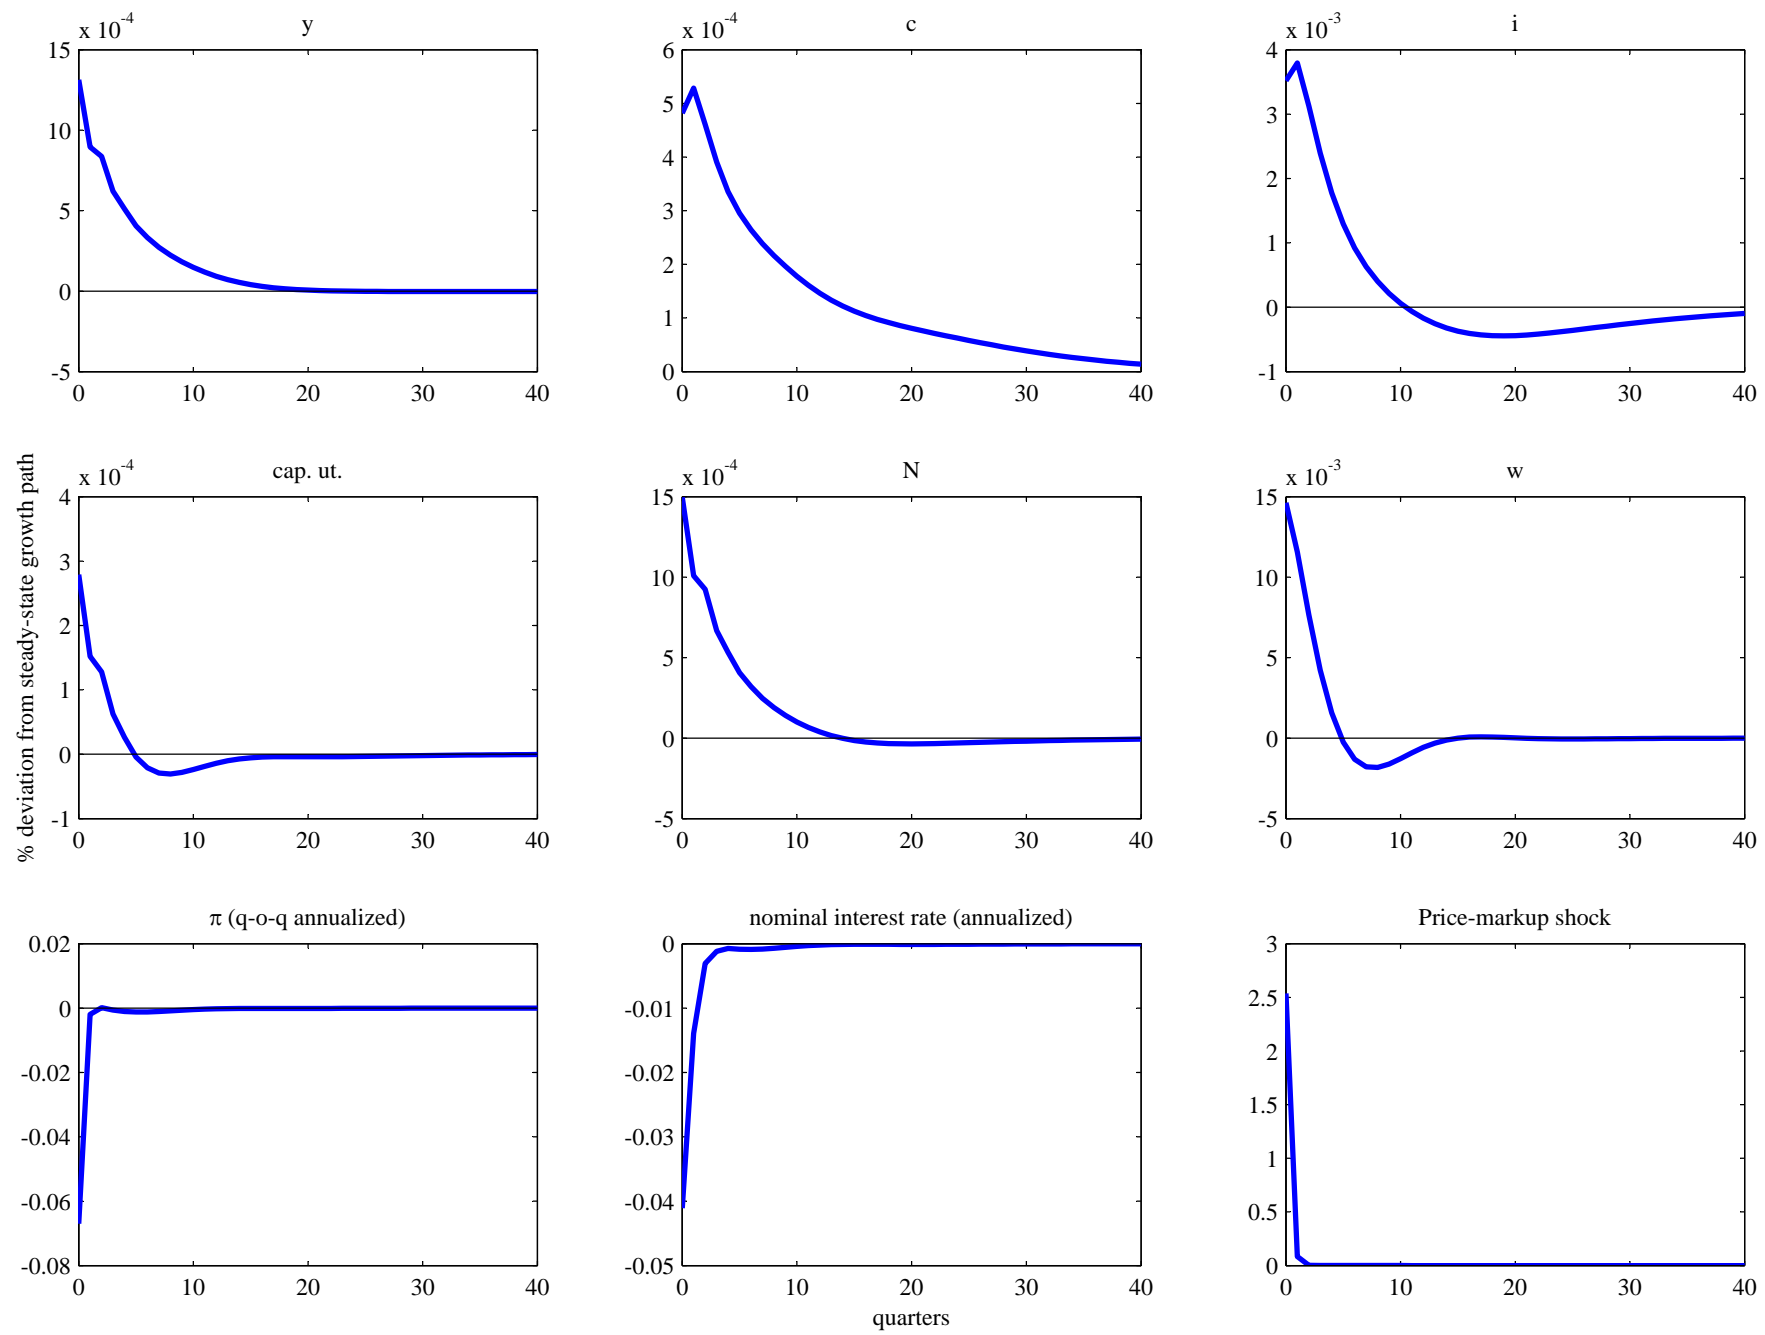 y
x 10^-4
15
10
5
0
-5
0 10 20 30 40
c
x 10^-4
6
5
4
3
2
1
0
0 10 20 30 40
i
x 10^-3
4
3
2
1
0
-1
0 10 20 30 40
% deviation from steady-state growth path
cap. ut.
x 10^-4
4
3
2
1
0
-1
0 10 20 30 40
N
x 10^-4
15
10
5
0
-5
0 10 20 30 40
w
x 10^-3
15
10
5
0
-5
0 10 20 30 40
π (q-o-q annualized)
0.02
0
-0.02
-0.04
-0.06
-0.08
0 10 20 30 40
nominal interest rate (annualized)
0
-0.01
-0.02
-0.03
-0.04
-0.05
0 10 20 30 40
quarters
Price-markup shock
3
2.5
2
1.5
1
0.5
0
0 10 20 30 40